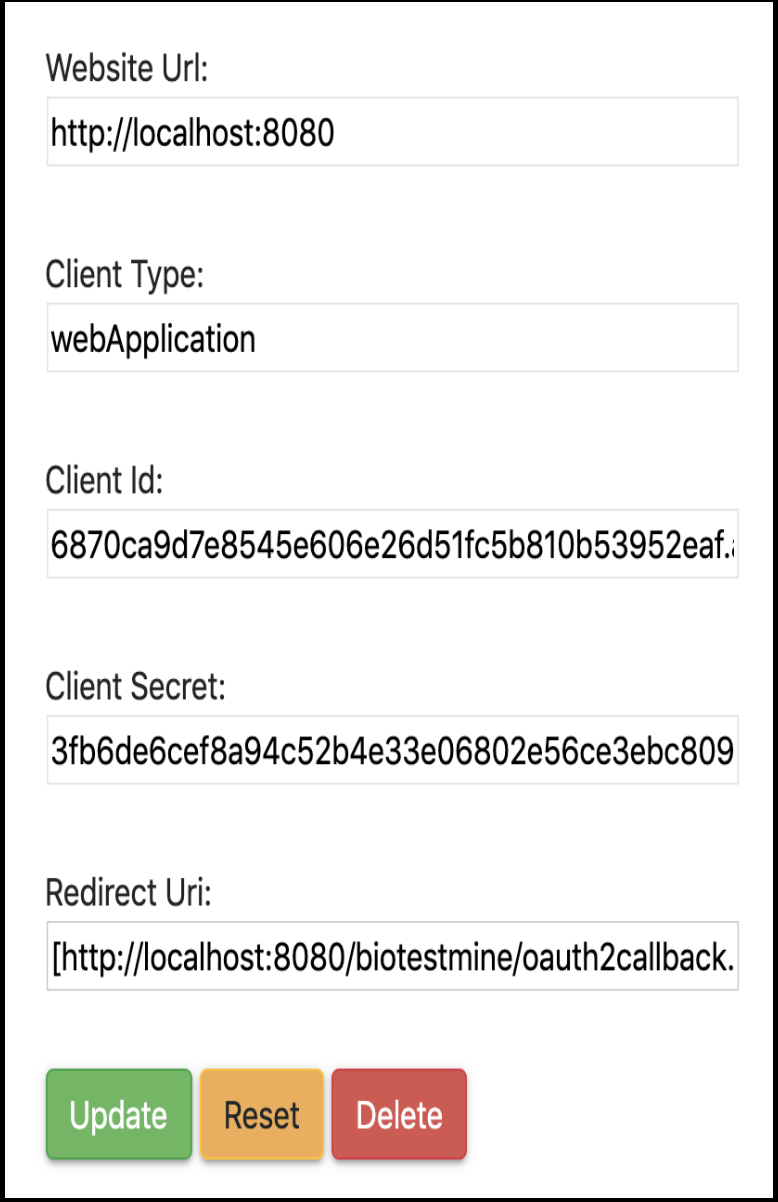 Website Url:
http://localhost:8080
Client Type:
webApplication
Client Id:
6870ca9d7e8545e606e26d51fc5b810b53952eaf.
Client Secret:
3fb6de6cef8a94c52b4e33e06802e56ce3ebc809
Redirect Uri:
[http://localhost:8080/biotestmine/oauth2callback.
Update Reset Delete